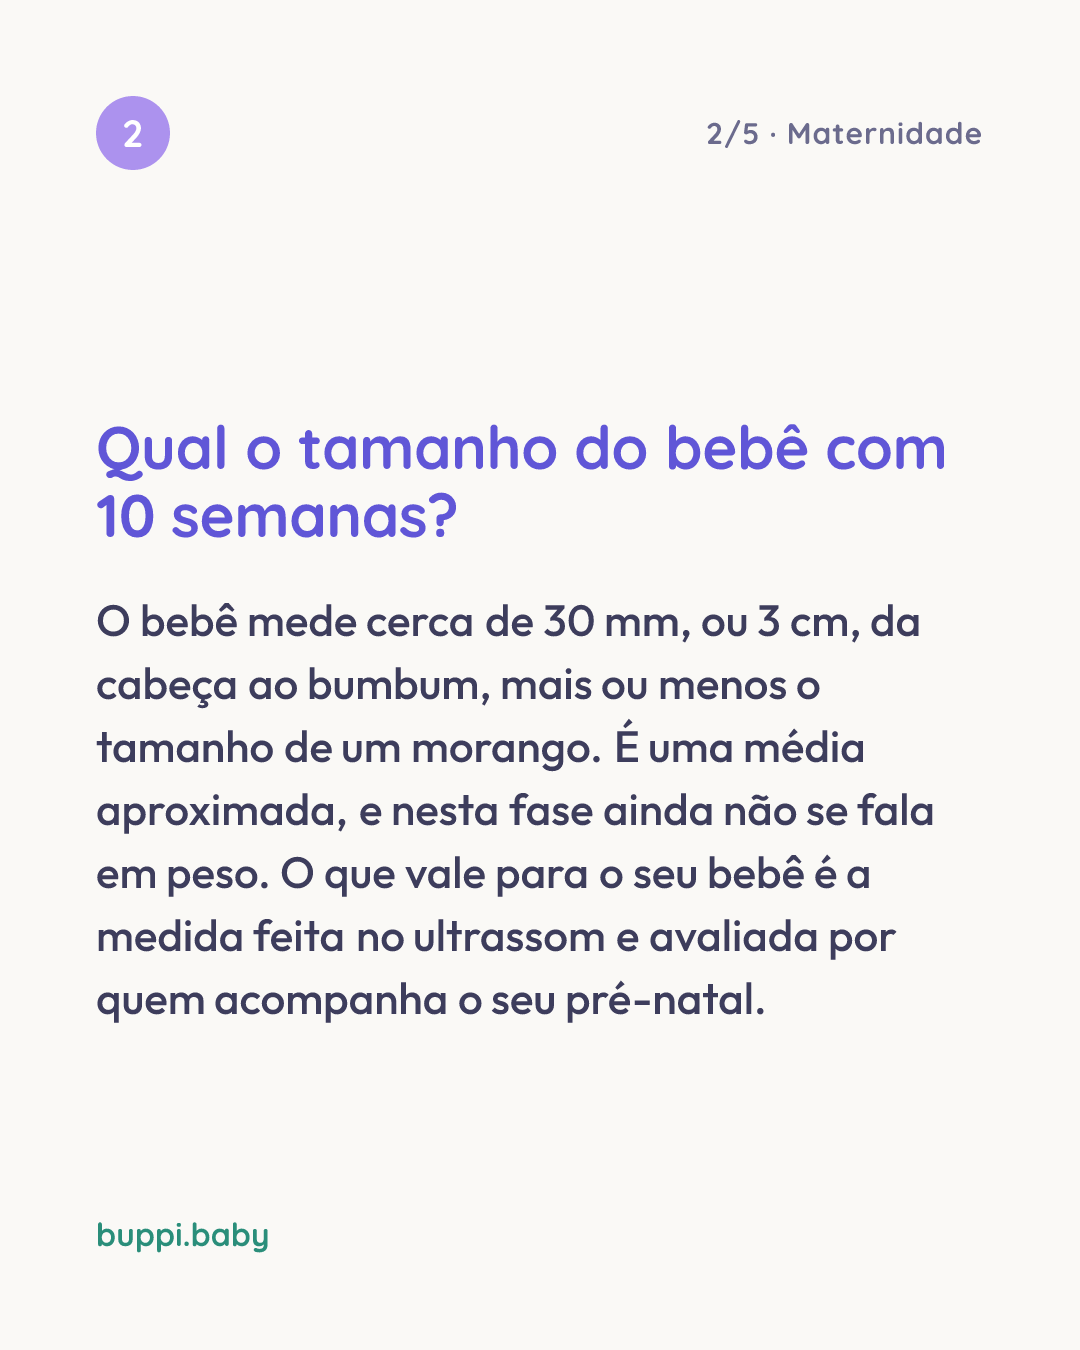 2
2/5 · Maternidade
Qual o tamanho do bebê com
10 semanas?
O bebê mede cerca de 30 mm, ou 3 cm, da
cabeça ao bumbum, mais ou menos o
tamanho de um morango. É uma média
aproximada, e nesta fase ainda não se fala
em peso. O que vale para o seu bebê é a
medida feita no ultrassom e avaliada por
quem acompanha o seu pré-natal.
buppi.baby